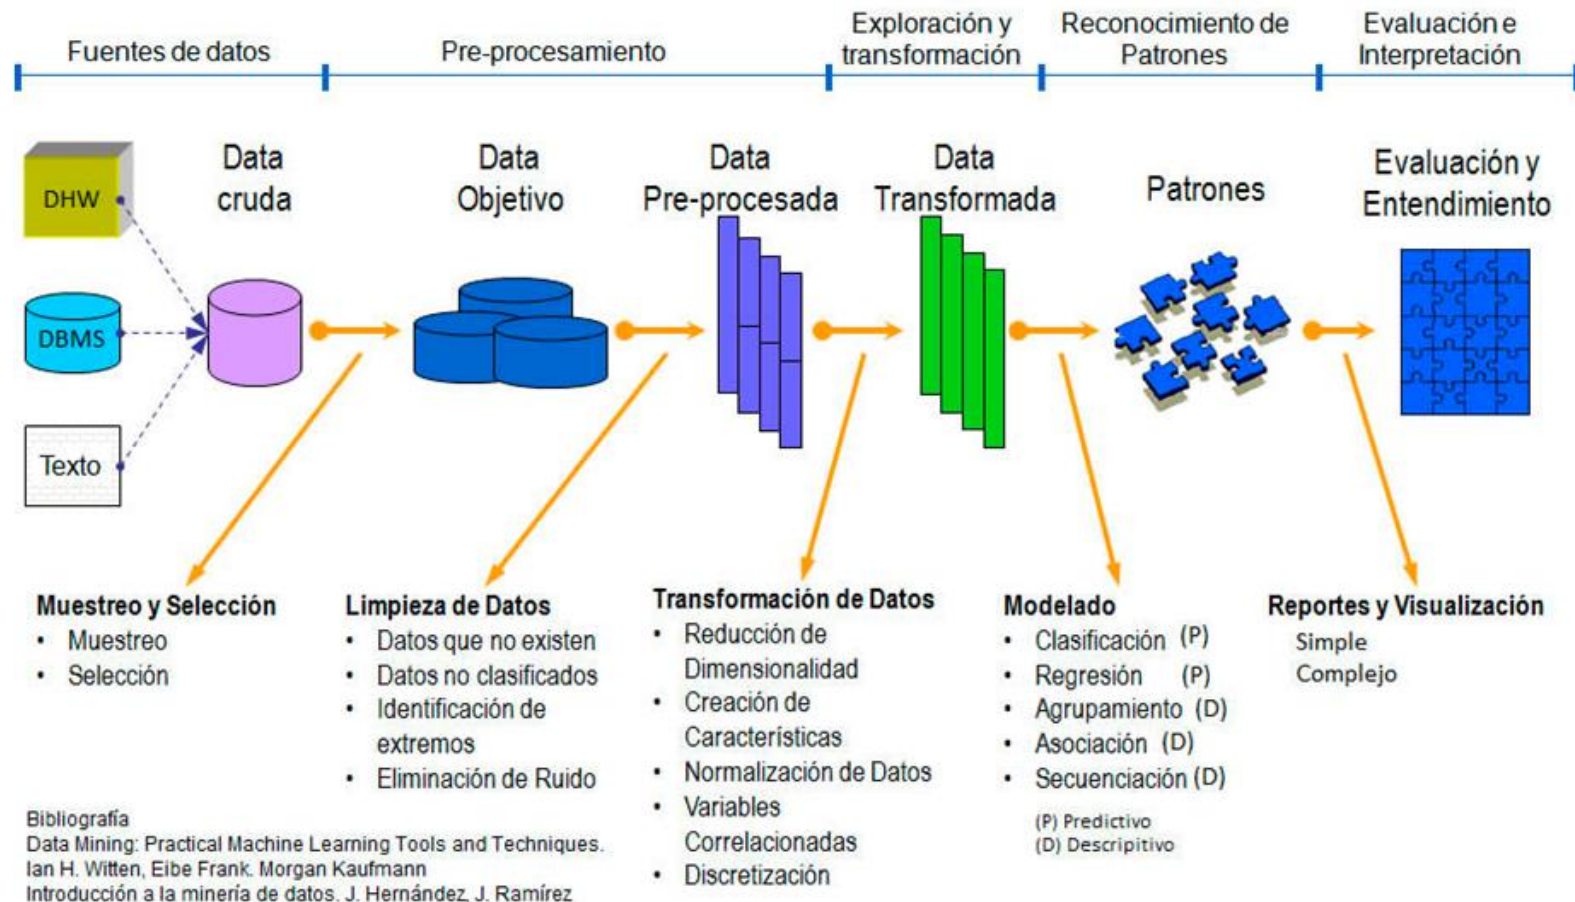 Fuentes de datos
Pre-procesamiento
Exploración y
transformación
Reconocimiento de
Patrones
Evaluación e
Interpretación
DHW
DBMS
Texto
Data
cruda
Data
Objetivo
Data
Pre-procesada
Data
Transformada
Patrones
Evaluación y
Entendimiento
Muestreo y Selección
• Muestreo
• Selección
Limpieza de Datos
• Datos que no existen
• Datos no clasificados
• Identificación de
extremos
• Eliminación de Ruido
Transformación de Datos
• Reducción de
Dimensionalidad
• Creación de
Características
• Normalización de Datos
• Variables
Correlacionadas
• Discretización
Modelado
• Clasificación (P)
• Regresión (P)
• Agrupamiento (D)
• Asociación (D)
• Secuenciación (D)
(P) Predictivo
(D) Descripitivo
Reportes y Visualización
Simple
Complejo
Bibliografía
Data Mining: Practical Machine Learning Tools and Techniques.
Ian H. Witten, Eibe Frank. Morgan Kaufmann
Introducción a la minería de datos. J. Hernández, J. Ramírez